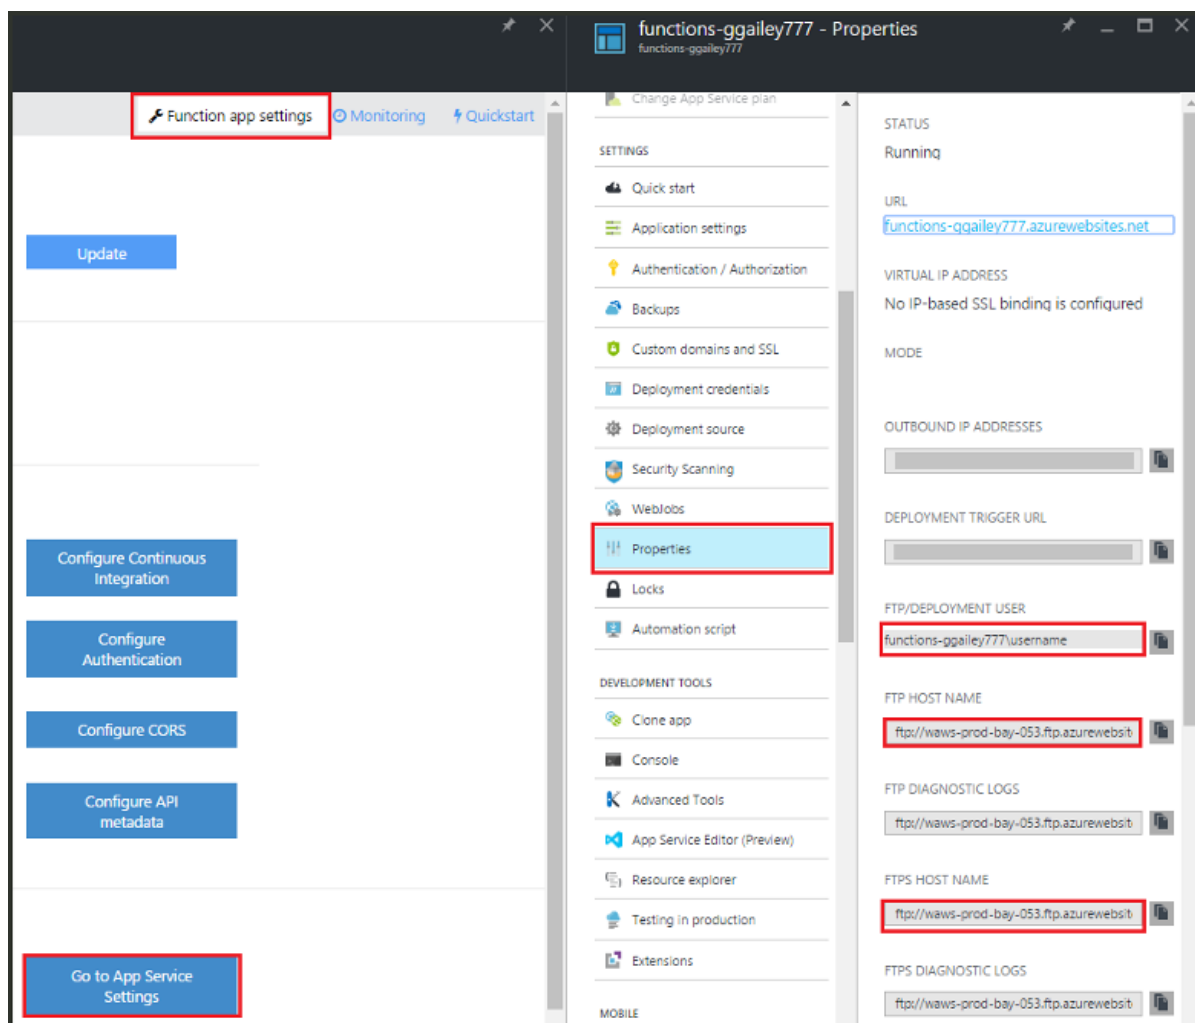 functions-ggailey777 - Properties
functions-ggailey777
Function app settings
Monitoring
Quickstart
Update
Configure Continuous
Integration
Configure
Authentication
Configure CORS
Configure API
metadata
Go to App Service
Settings
Change App Service plan
SETTINGS
Quick start
Application settings
Authentication / Authorization
Backups
Custom domains and SSL
Deployment credentials
Deployment source
Security Scanning
WebJobs
Properties
Locks
Automation script
DEVELOPMENT TOOLS
Clone app
Console
Advanced Tools
App Service Editor (Preview)
Resource explorer
Testing in production
Extensions
MOBILE
STATUS
Running
URL
functions-ggailey777.azurewebsites.net
VIRTUAL IP ADDRESS
No IP-based SSL binding is configured
MODE
OUTBOUND IP ADDRESSES
DEPLOYMENT TRIGGER URL
FTP/DEPLOYMENT USER
functions-ggailey777\username
FTP HOST NAME
ftp://waws-prod-bay-053.ftp.azurewebsit
FTP DIAGNOSTIC LOGS
ftp://waws-prod-bay-053.ftp.azurewebsit
FTPS HOST NAME
ftp://waws-prod-bay-053.ftp.azurewebsit
FTPS DIAGNOSTIC LOGS
ftp://waws-prod-bay-053.ftp.azurewebsit